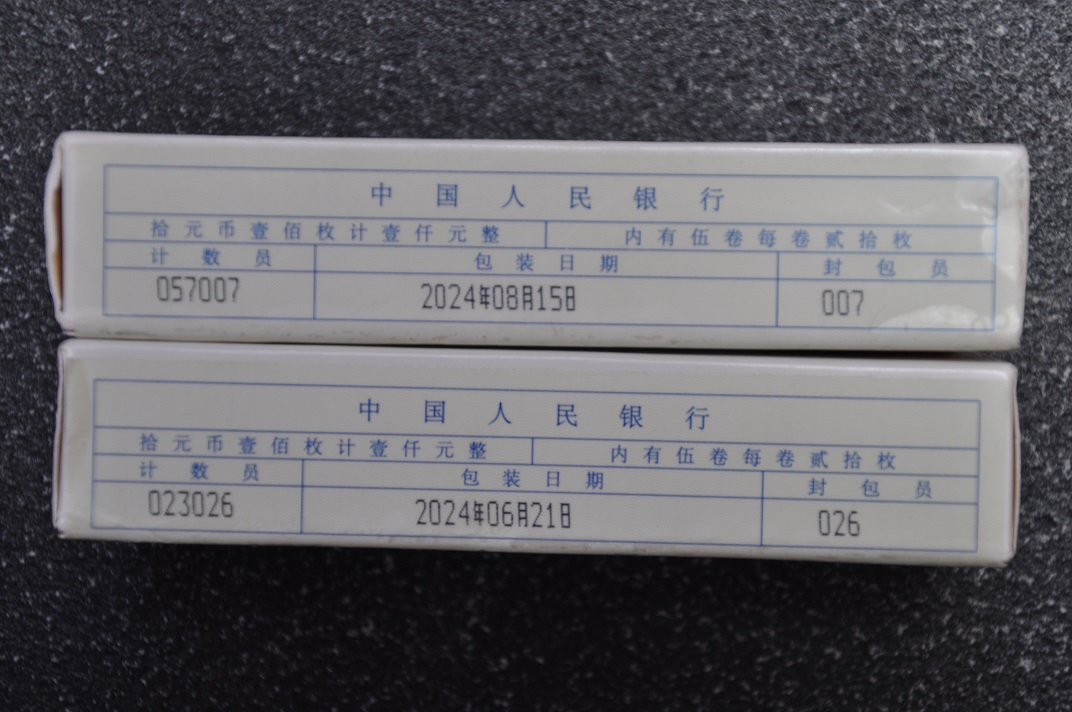 中国人民银行
拾元币壹佰枚计壹仟元整 内有伍卷每卷贰拾枚
计数员 包装日期 封包员
057007 2024年08月15日 007
中国人民银行
拾元币壹佰枚计壹仟元整 内有伍卷每卷贰拾枚
计数员 包装日期 封包员
023026 2024年06月21日 026